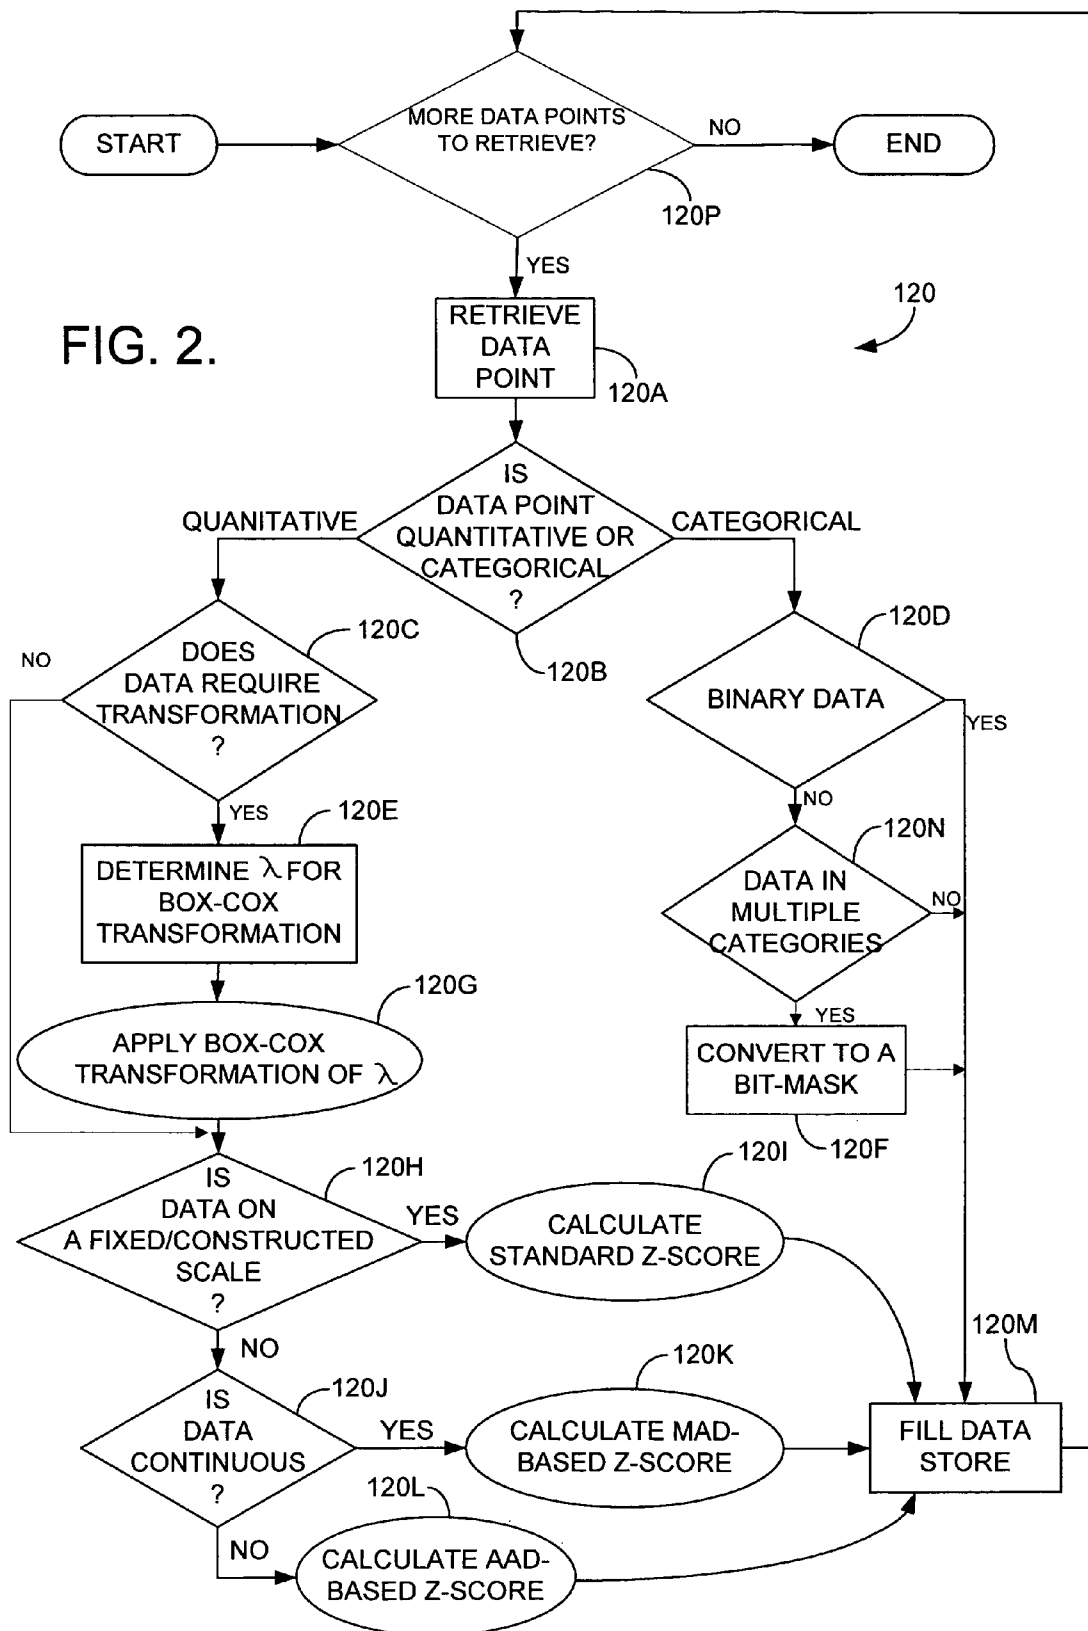 MORE DATA POINTS
TO RETRIEVE?
START
NO
END
120P
YES
120
FIG. 2.
RETRIEVE
DATA
POINT
120A
IS
DATA POINT
QUANTITATIVE OR
CATEGORICAL
?
QUANITATIVE
CATEGORICAL
120B
120C
120D
NO
DOES
DATA REQUIRE
TRANSFORMATION
?
BINARY DATA
YES
YES
NO
120E
120N
DETERMINE λ FOR
BOX-COX
TRANSFORMATION
DATA IN
MULTIPLE
CATEGORIES
NO
120G
YES
APPLY BOX-COX
TRANSFORMATION OF λ
CONVERT TO A
BIT-MASK
120F
120H
120I
IS
DATA ON
A FIXED/CONSTRUCTED
SCALE
?
YES
CALCULATE
STANDARD Z-SCORE
NO
120M
120J
120K
IS
DATA
CONTINUOUS
?
YES
CALCULATE MAD-
BASED Z-SCORE
FILL DATA
STORE
120L
NO
CALCULATE AAD-
BASED Z-SCORE